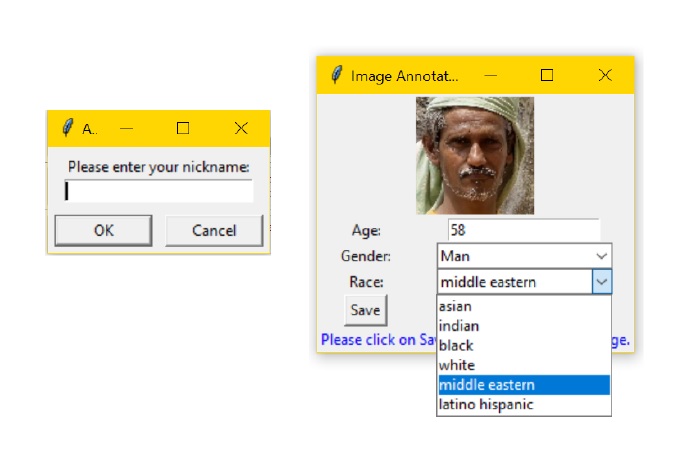 A..
Please enter your nickname:
OK
Cancel
Image Annotat...
Age:
58
Gender:
Man
Race:
middle eastern
asian
indian
black
white
middle eastern
latino hispanic
Save
Please click on Sa
ge.